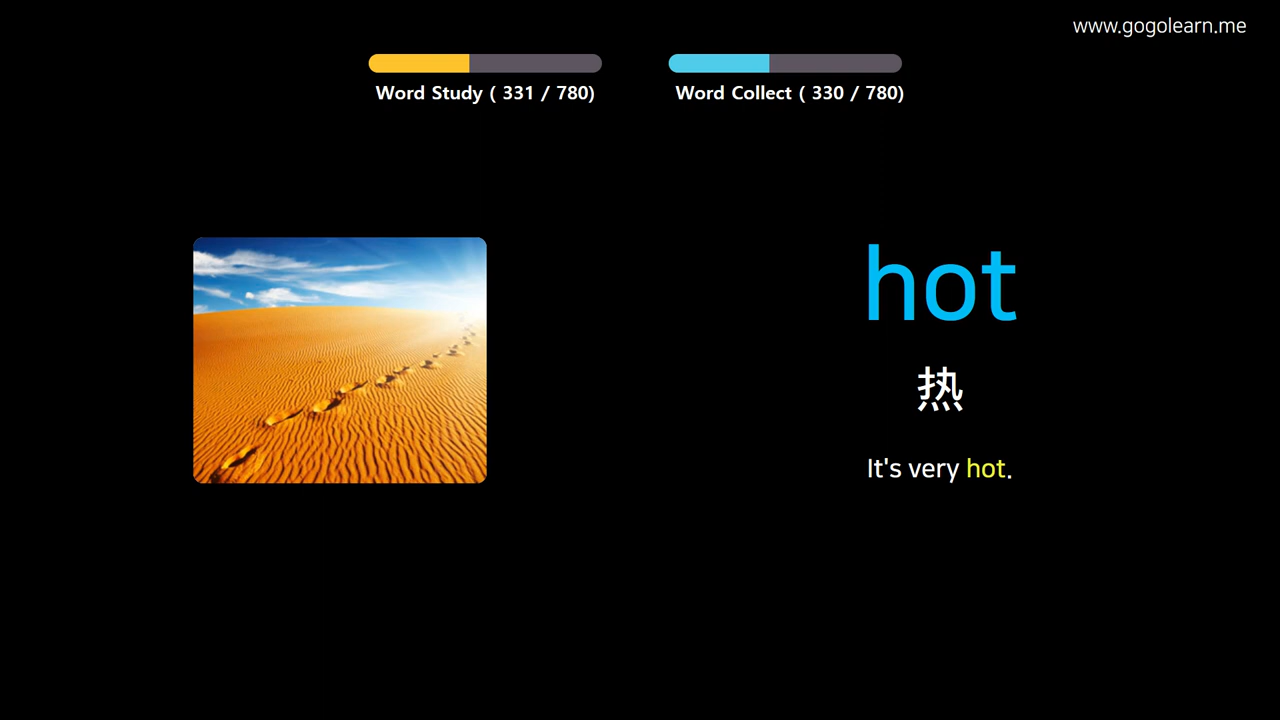 www.gogolearn.me
Word Study ( 331 / 780)
Word Collect ( 330 / 780)
hot
热
It's very hot.